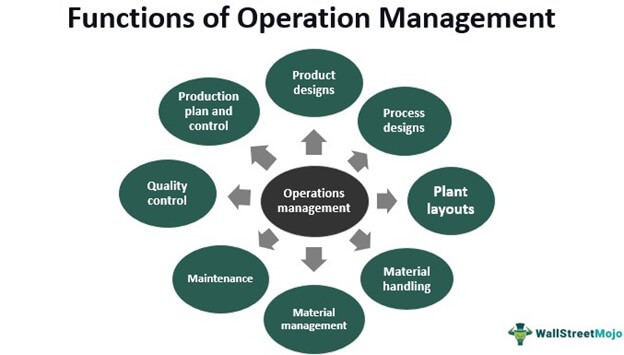 Functions of Operation Management
Product
designs
Process
designs
Plant
layouts
Material
handling
Material
management
Maintenance
Quality
control
Production
plan and
control
Operations
management
WallStreetMojo